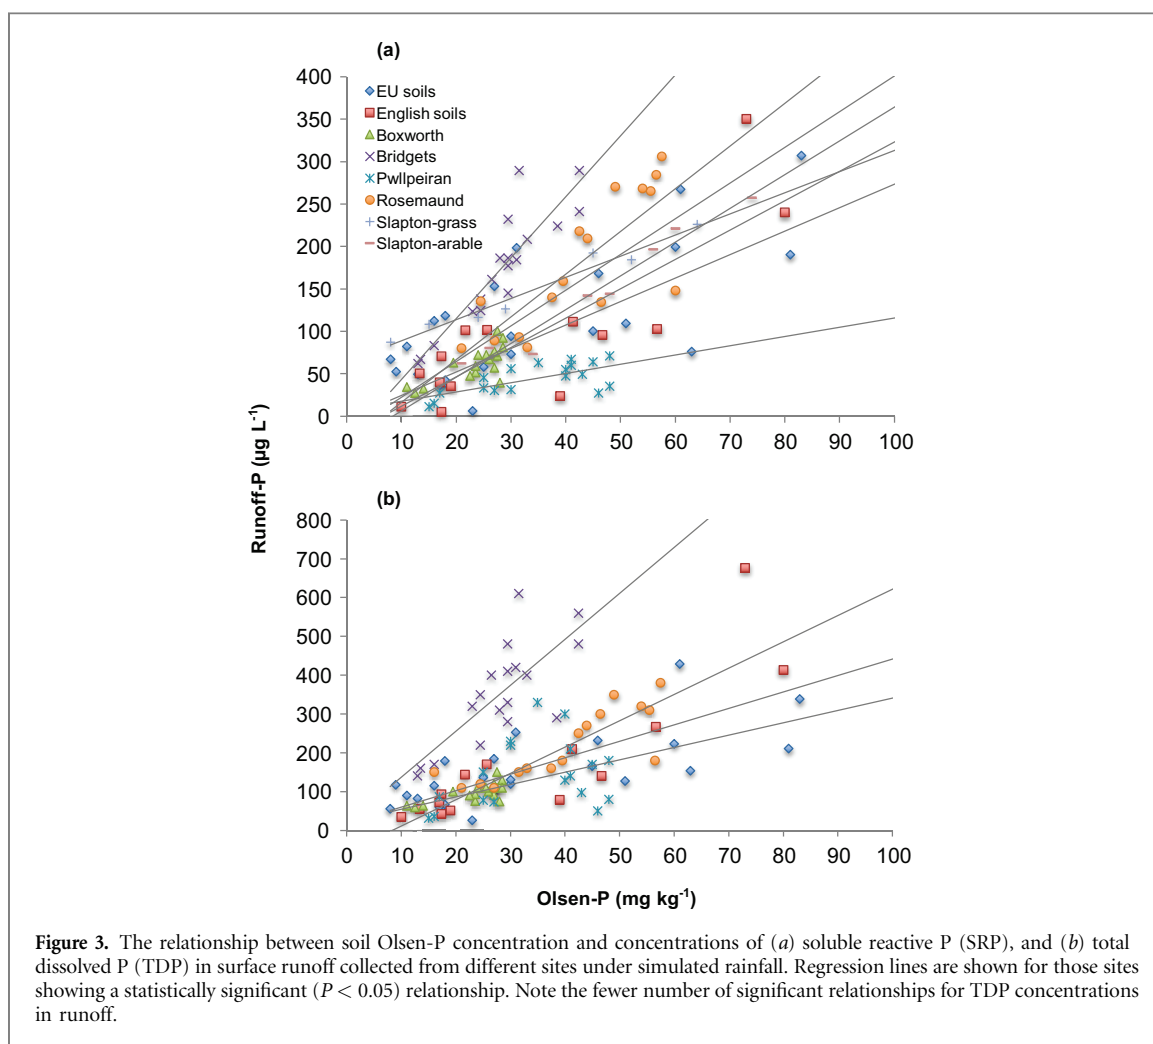 (a)
400
350
300
250
200
150
100
50
0
EU soils
English soils
Boxworth
Bridgets
Pwllpeiran
Rosemaund
Slapton-grass
Slapton-arable
0 10 20 30 40 50 60 70 80 90 100
Runoff-P (µg L-1)
(b)
800
700
600
500
400
300
200
100
0
0 10 20 30 40 50 60 70 80 90 100
Olsen-P (mg kg-1)
Figure 3. The relationship between soil Olsen-P concentration and concentrations of (a) soluble reactive P (SRP), and (b) total
dissolved P (TDP) in surface runoff collected from different sites under simulated rainfall. Regression lines are shown for those sites
showing a statistically significant (P < 0.05) relationship. Note the fewer number of significant relationships for TDP concentrations
in runoff.